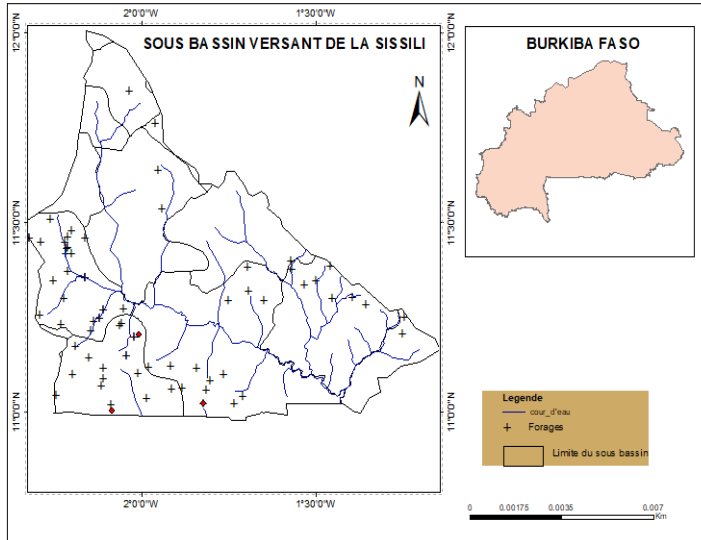 2°0'0"W
1°30'0"W
SOUS BASSIN VERSANT DE LA SISSILI
N
BURKIBA FASO
12°0'0"N
12°0'0"N
11°30'0"N
11°30'0"N
11°0'0"N
11°0'0"N
2°0'0"W
1°30'0"W
Legende
cour_d'eau
Forages
Limite du sous bassin
0 0.00175 0.0035 0.007
Km